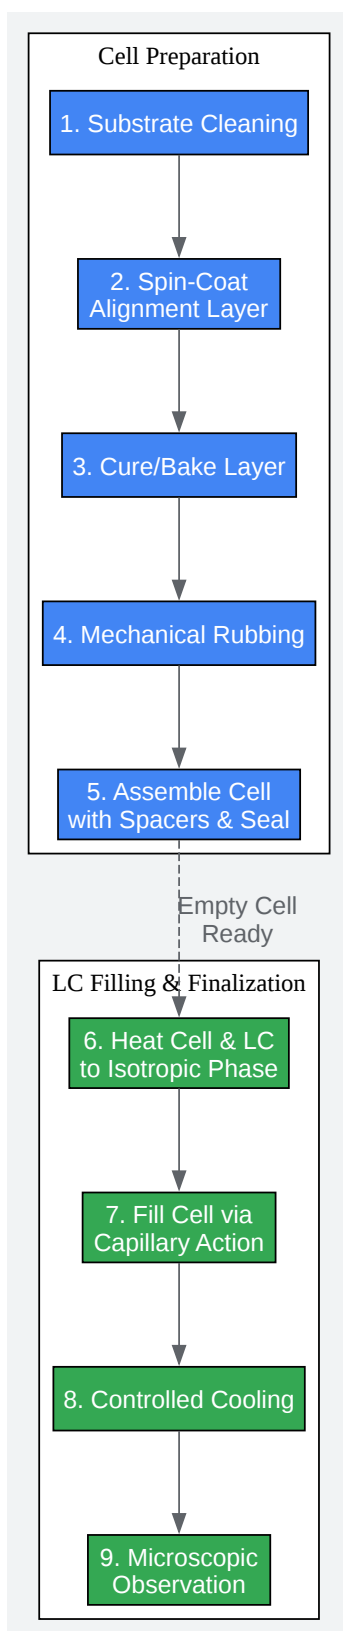 Cell Preparation
1. Substrate Cleaning
2. Spin-Coat
Alignment Layer
3. Cure/Bake Layer
4. Mechanical Rubbing
5. Assemble Cell
with Spacers & Seal
Empty Cell
Ready
LC Filling & Finalization
6. Heat Cell & LC
to Isotropic Phase
7. Fill Cell via
Capillary Action
8. Controlled Cooling
9. Microscopic
Observation